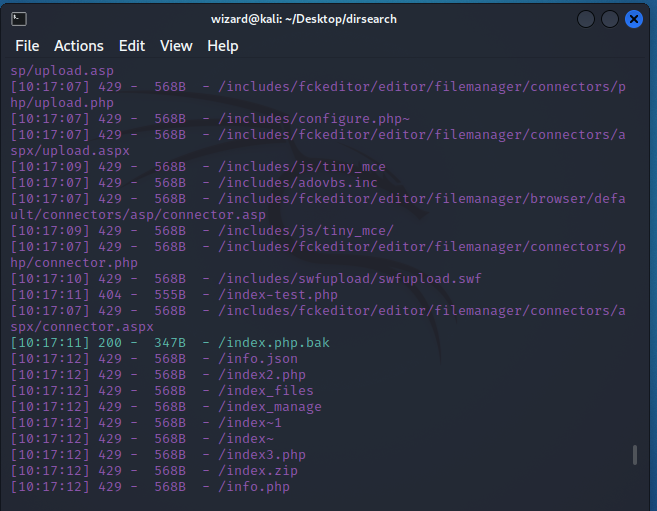 wizard@kali: ~/Desktop/dirsearch
File Actions Edit View Help
sp/upload.asp
[10:17:07] 429 -  568B  - /includes/fckeditor/editor/filemanager/connectors/p
hp/upload.php
[10:17:07] 429 -  568B  - /includes/configure.php~
[10:17:07] 429 -  568B  - /includes/fckeditor/editor/filemanager/connectors/a
spx/upload.aspx
[10:17:09] 429 -  568B  - /includes/js/tiny_mce
[10:17:07] 429 -  568B  - /includes/adovbs.inc
[10:17:07] 429 -  568B  - /includes/fckeditor/editor/filemanager/browser/defa
ult/connectors/asp/connector.asp
[10:17:09] 429 -  568B  - /includes/js/tiny_mce/
[10:17:07] 429 -  568B  - /includes/fckeditor/editor/filemanager/connectors/p
hp/connector.php
[10:17:10] 429 -  568B  - /includes/swfupload/swfupload.swf
[10:17:11] 404 -  555B  - /index-test.php
[10:17:07] 429 -  568B  - /includes/fckeditor/editor/filemanager/connectors/a
spx/connector.aspx
[10:17:11] 200 -  347B  - /index.php.bak
[10:17:12] 429 -  568B  - /info.json
[10:17:12] 429 -  568B  - /index2.php
[10:17:12] 429 -  568B  - /index_files
[10:17:12] 429 -  568B  - /index_manage
[10:17:12] 429 -  568B  - /index~1
[10:17:12] 429 -  568B  - /index~
[10:17:12] 429 -  568B  - /index3.php
[10:17:12] 429 -  568B  - /index.zip
[10:17:12] 429 -  568B  - /info.php